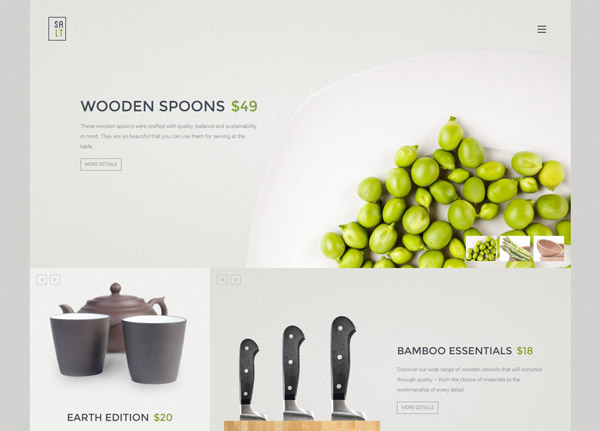 SA
LT
WOODEN SPOONS $49
These wooden spoons were crafted with quality, balance and sustainability
in mind. They are so beautiful that you can use them for serving at the
table.
MORE DETAILS
EARTH EDITION $20
BAMBOO ESSENTIALS $18
Discover our wide range of wooden utensils that will convince
through quality – from the choice of materials to the
workmanship of every detail.
MORE DETAILS